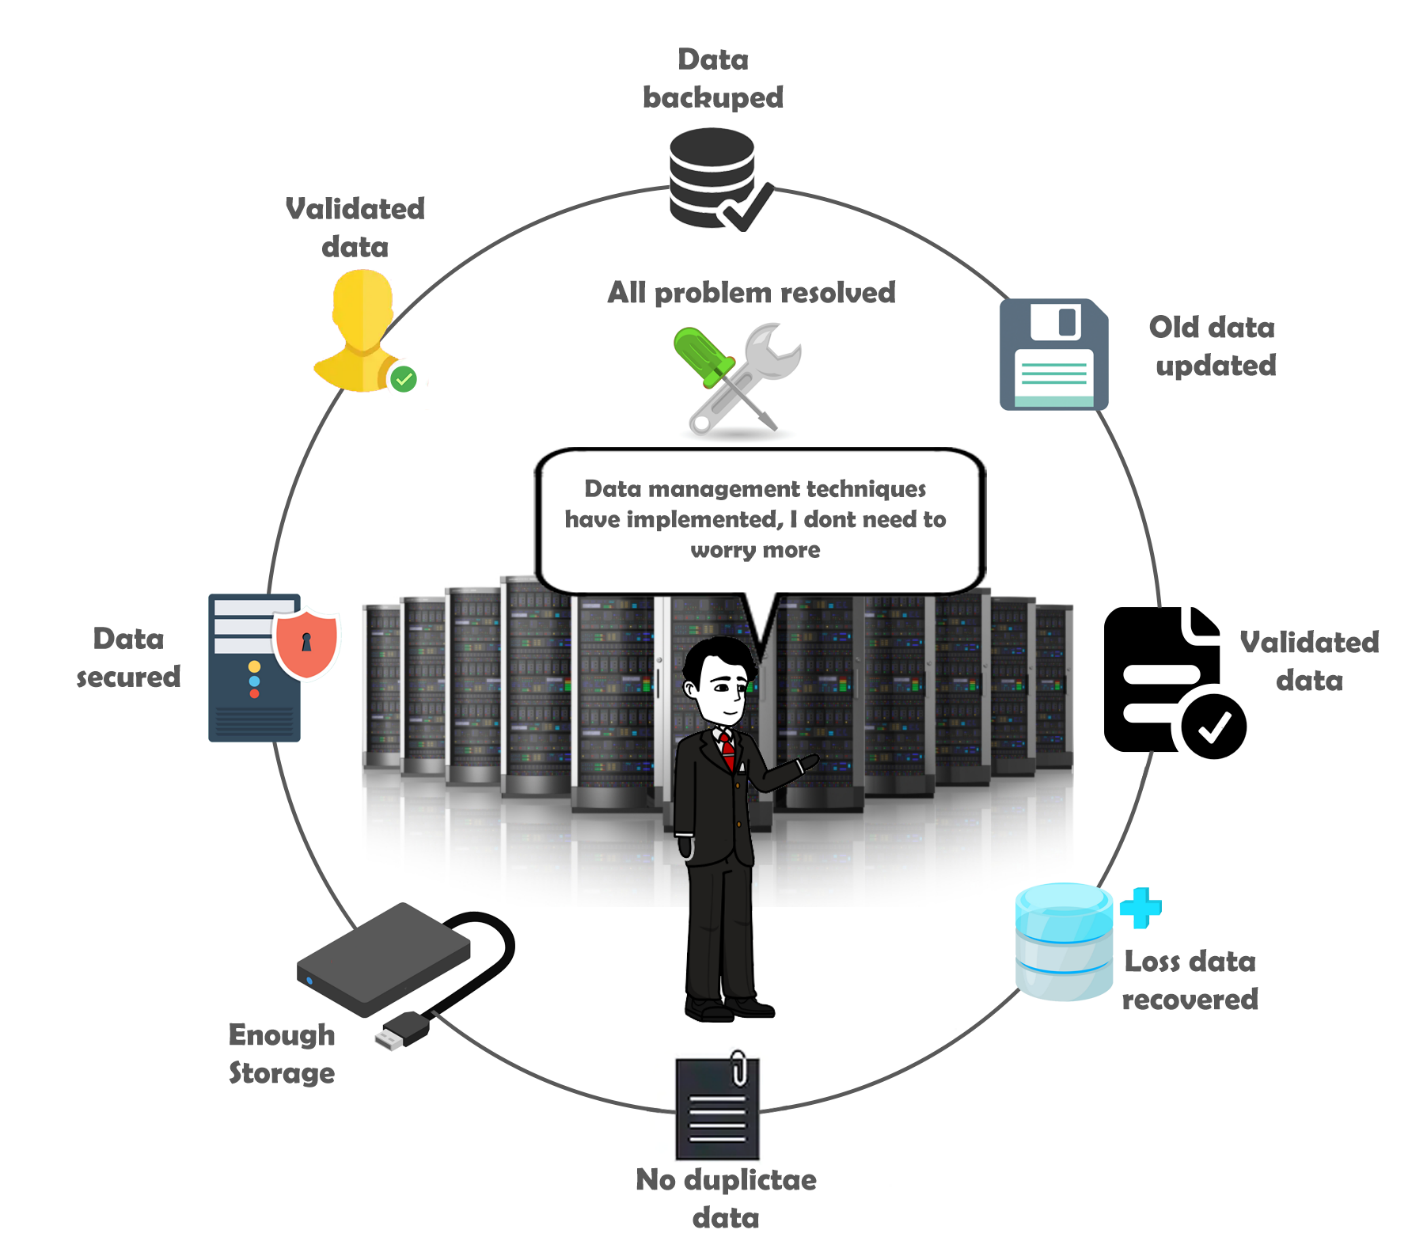 Data
backuped
Validated
data
All problem resolved
Old data
updated
Data management techniques
have implemented, I dont need to
worry more
Data
secured
Validated
data
Loss data
recovered
Enough
Storage
No duplictae
data